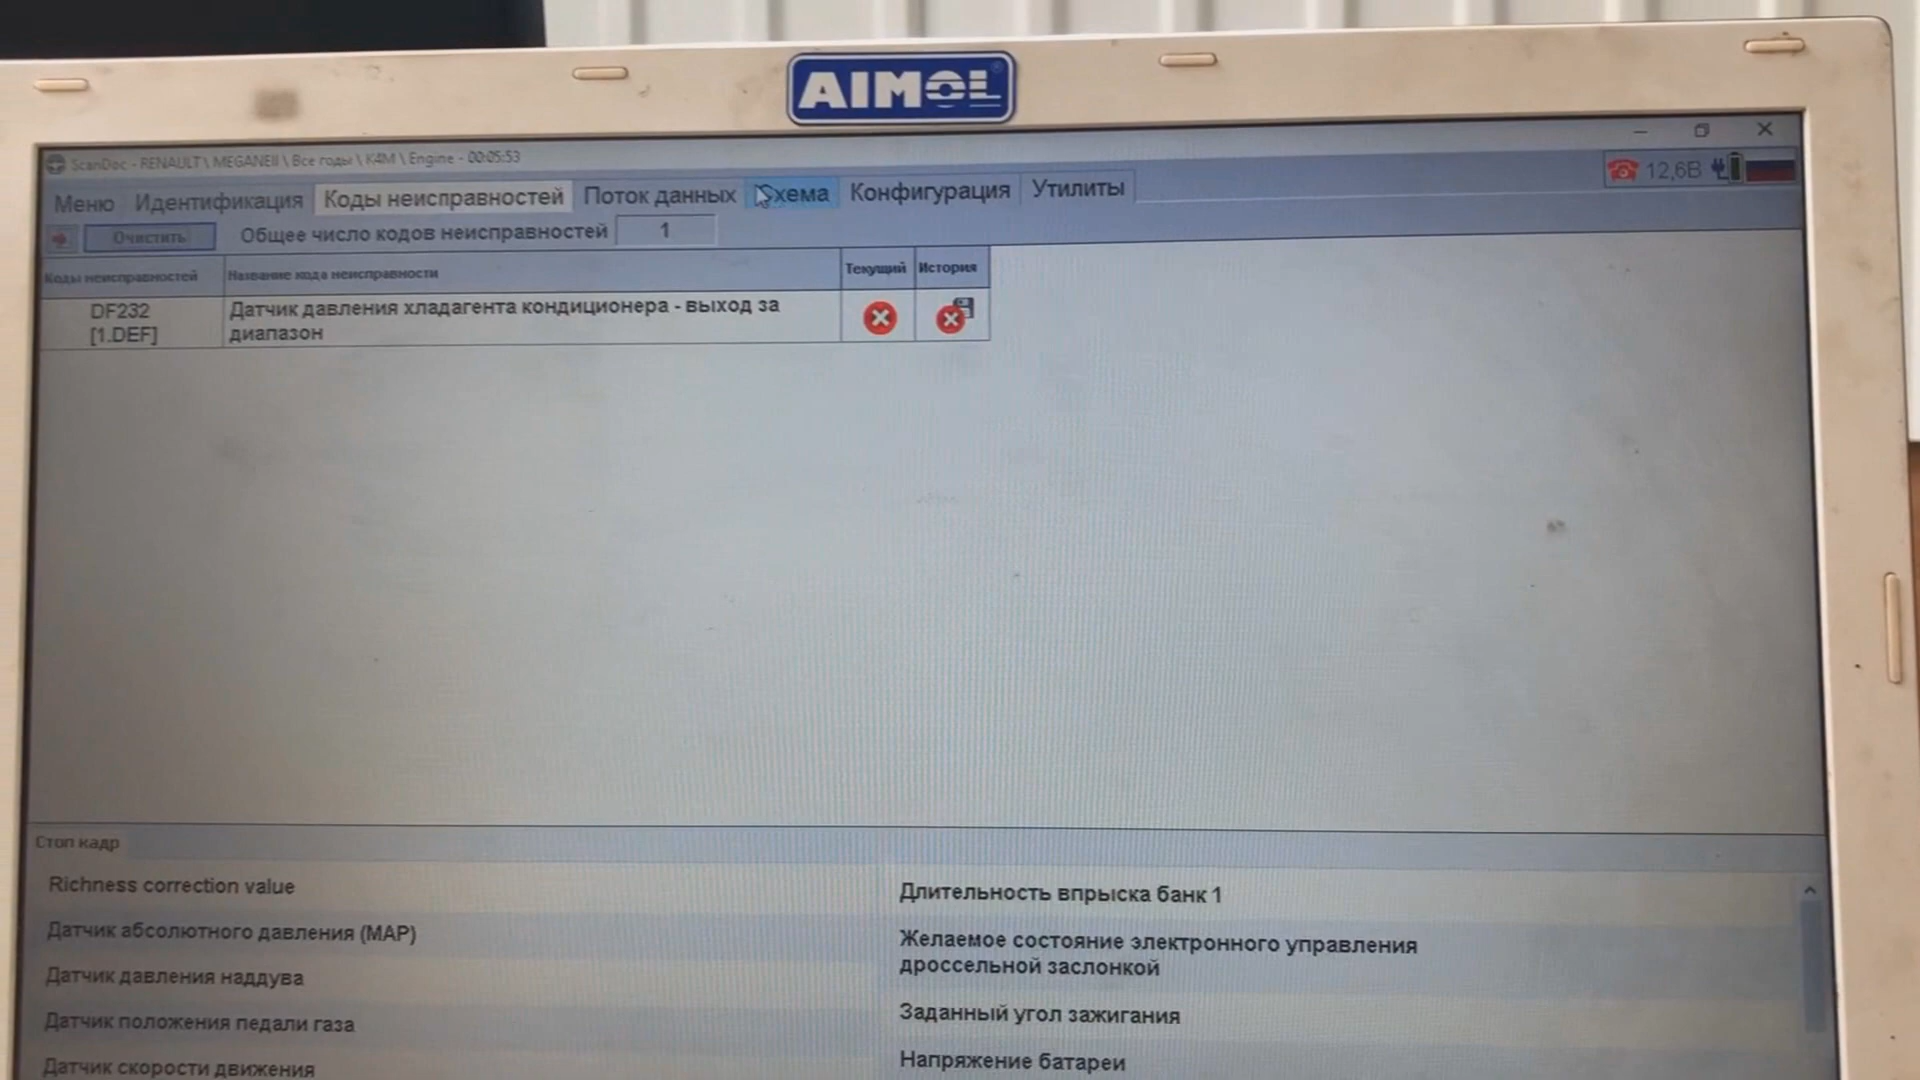 AIMOL
ScanDoc - RENAULT \ MEGANEII \ Все годы \ K4M \ Engine - 00:05:53
12,6В
Меню Идентификация Коды неисправностей Поток данных Схема Конфигурация Утилиты
Очистить Общее число кодов неисправностей 1
Коды неисправностей Название кода неисправности Текущий История
DF232 Датчик давления хладагента кондиционера - выход за
[1.DEF] диапазон
Стоп кадр
Richness correction value
Длительность впрыска банк 1
Датчик абсолютного давления (MAP)
Желаемое состояние электронного управления
дроссельной заслонкой
Датчик давления наддува
Заданный угол зажигания
Датчик положения педали газа
Напряжение батареи
Датчик скорости движения